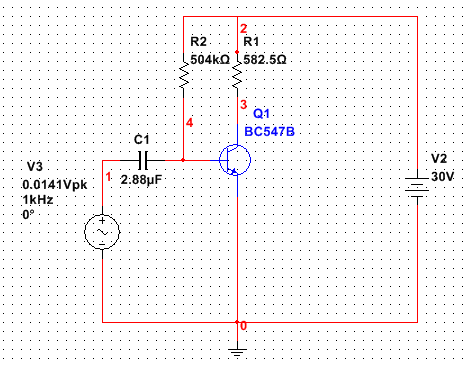 2
R2
R1
504kΩ
582.5Ω
3
Q1
4
BC547B
C1
V3
1
2.88µF
0.0141Vpk
1kHz
0°
V2
30V
0